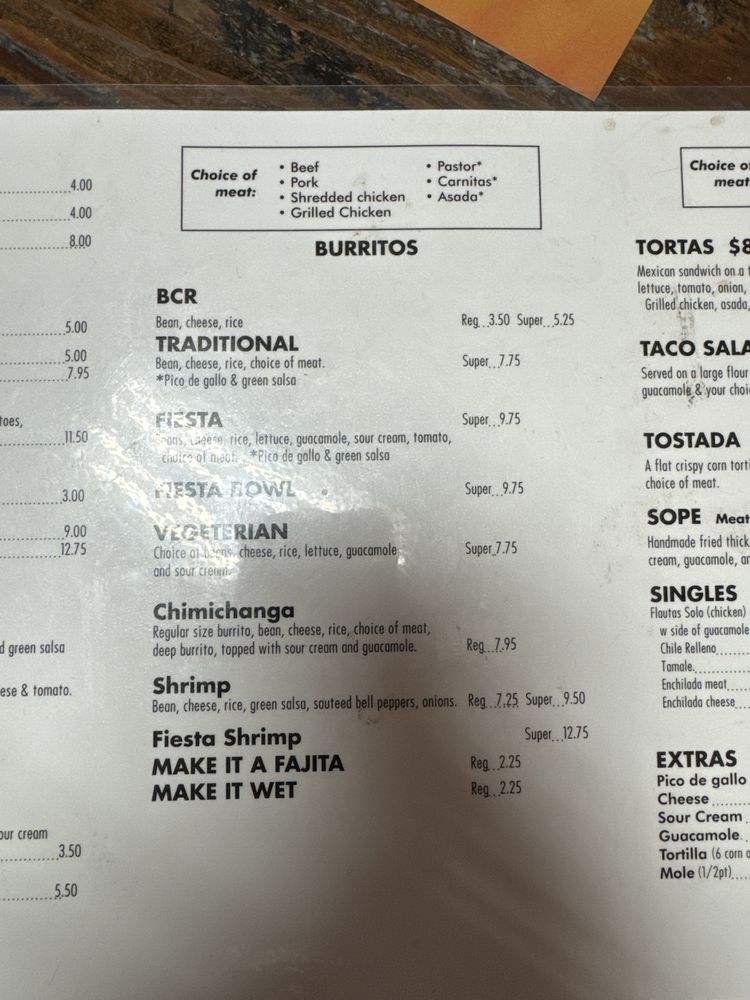 4.00
4.00
8.00
5.00
5.00
7.95
toes,
11.50
3.00
9.00
12.75
d green salsa
ese & tomato.
our cream
3.50
5.50
Choice of meat:
• Beef
• Pork
• Shredded chicken
• Grilled Chicken
• Pastor*
• Carnitas*
• Asada*
BURRITOS
BCR
Bean, cheese, rice Reg...3.50 Super...5.25
TRADITIONAL
Bean, cheese, rice, choice of meat. Super...7.75
*Pico de gallo & green salsa
FIESTA Super...9.75
Beans, cheese, rice, lettuce, guacamole, sour cream, tomato,
choice of meat. *Pico de gallo & green salsa
FIESTA BOWL Super...9.75
VEGETERIAN
Choice of beans, cheese, rice, lettuce, guacamole Super..7.75
and sour cream.
Chimichanga
Regular size burrito, bean, cheese, rice, choice of meat,
deep burrito, topped with sour cream and guacamole. Reg...7.95
Shrimp
Bean, cheese, rice, green salsa, sauteed bell peppers, onions. Reg...7.25 Super...9.50
Fiesta Shrimp Super...12.75
MAKE IT A FAJITA Reg...2.25
MAKE IT WET Reg...2.25
Choice o
meat
TORTAS $8
Mexican sandwich on a t
lettuce, tomato, onion,
Grilled chicken, asada,
TACO SALA
Served on a large flour
guacamole & your choi
TOSTADA
A flat crispy corn torti
choice of meat.
SOPE Meat
Handmade fried thick
cream, guacamole, an
SINGLES
Flautas Solo (chicken)
w side of guacamole
Chile Relleno
Tamale
Enchilada meat
Enchilada cheese
EXTRAS
Pico de gallo
Cheese
Sour Cream
Guacamole
Tortilla (6 corn o
Mole (1/2pt)